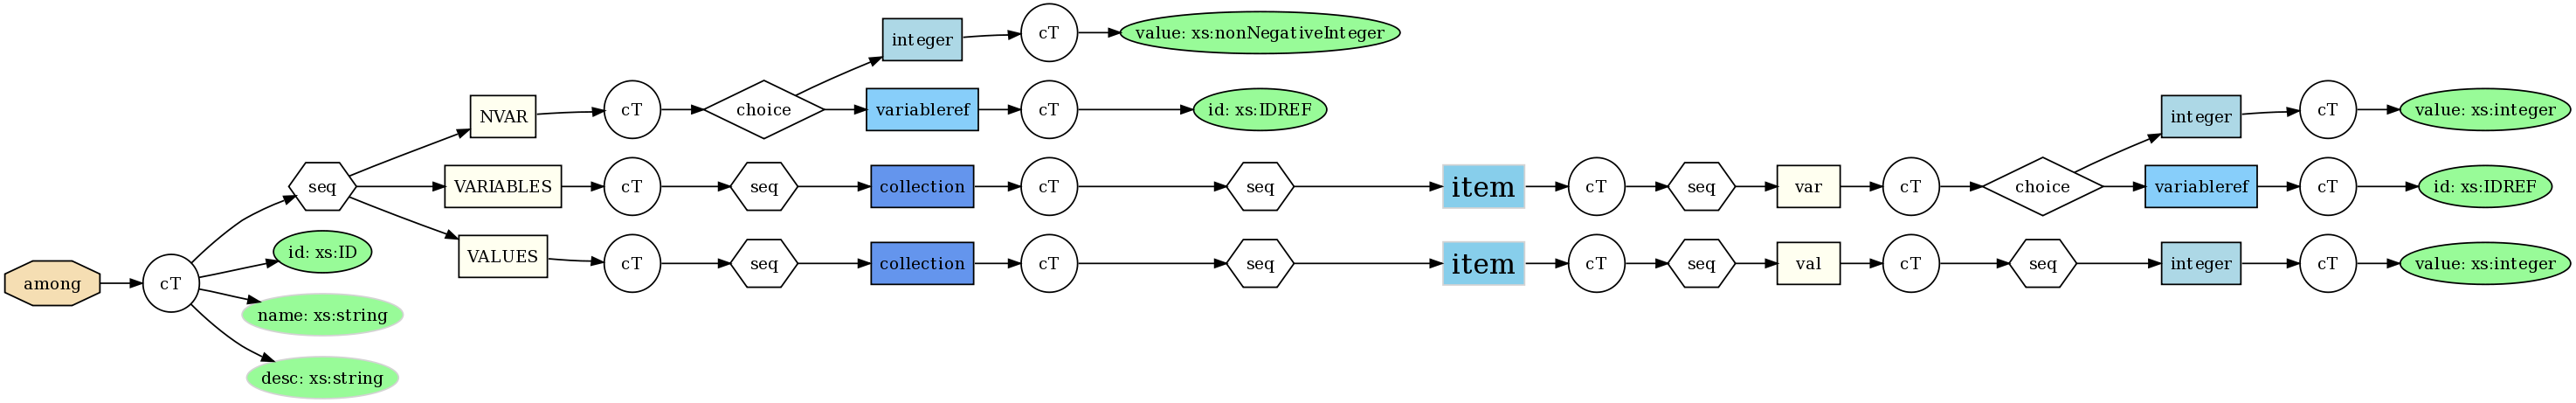 integer
cT
value: xs:nonNegativeInteger
NVAR
cT
choice
variableref
cT
id: xs:IDREF
integer
cT
value: xs:integer
seq
VARIABLES
cT
seq
collection
cT
seq
item
cT
seq
var
cT
choice
variableref
cT
id: xs:IDREF
id: xs:ID
VALUES
cT
seq
collection
cT
seq
item
cT
seq
val
cT
seq
integer
cT
value: xs:integer
among
cT
name: xs:string
desc: xs:string